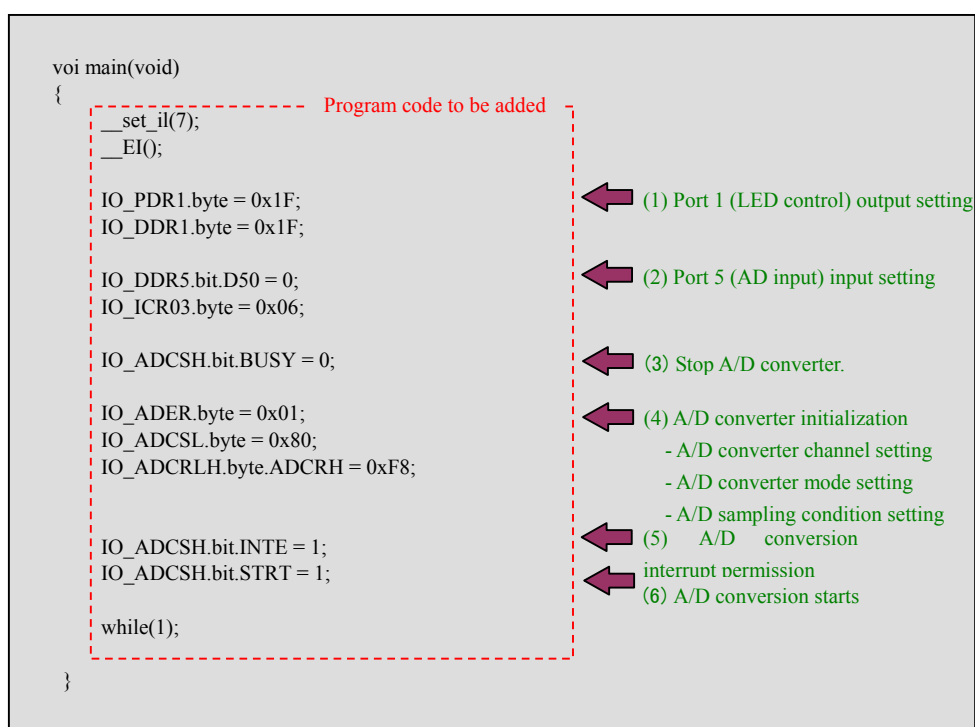 voi main(void)
{
Program code to be added
__set_il(7);
__EI();
IO_PDR1.byte = 0x1F;
(1) Port 1 (LED control) output setting
IO_DDR1.byte = 0x1F;
IO_DDR5.bit.D50 = 0;
(2) Port 5 (AD input) input setting
IO_ICR03.byte = 0x06;
IO_ADCSH.bit.BUSY = 0;
(3) Stop A/D converter.
IO_ADER.byte = 0x01;
(4) A/D converter initialization
IO_ADCSL.byte = 0x80;
- A/D converter channel setting
IO_ADCRLH.byte.ADCRH = 0xF8;
- A/D converter mode setting
- A/D sampling condition setting
IO_ADCSH.bit.INTE = 1;
(5) A/D conversion
interrupt permission
IO_ADCSH.bit.STRT = 1;
(6) A/D conversion starts
while(1);
}